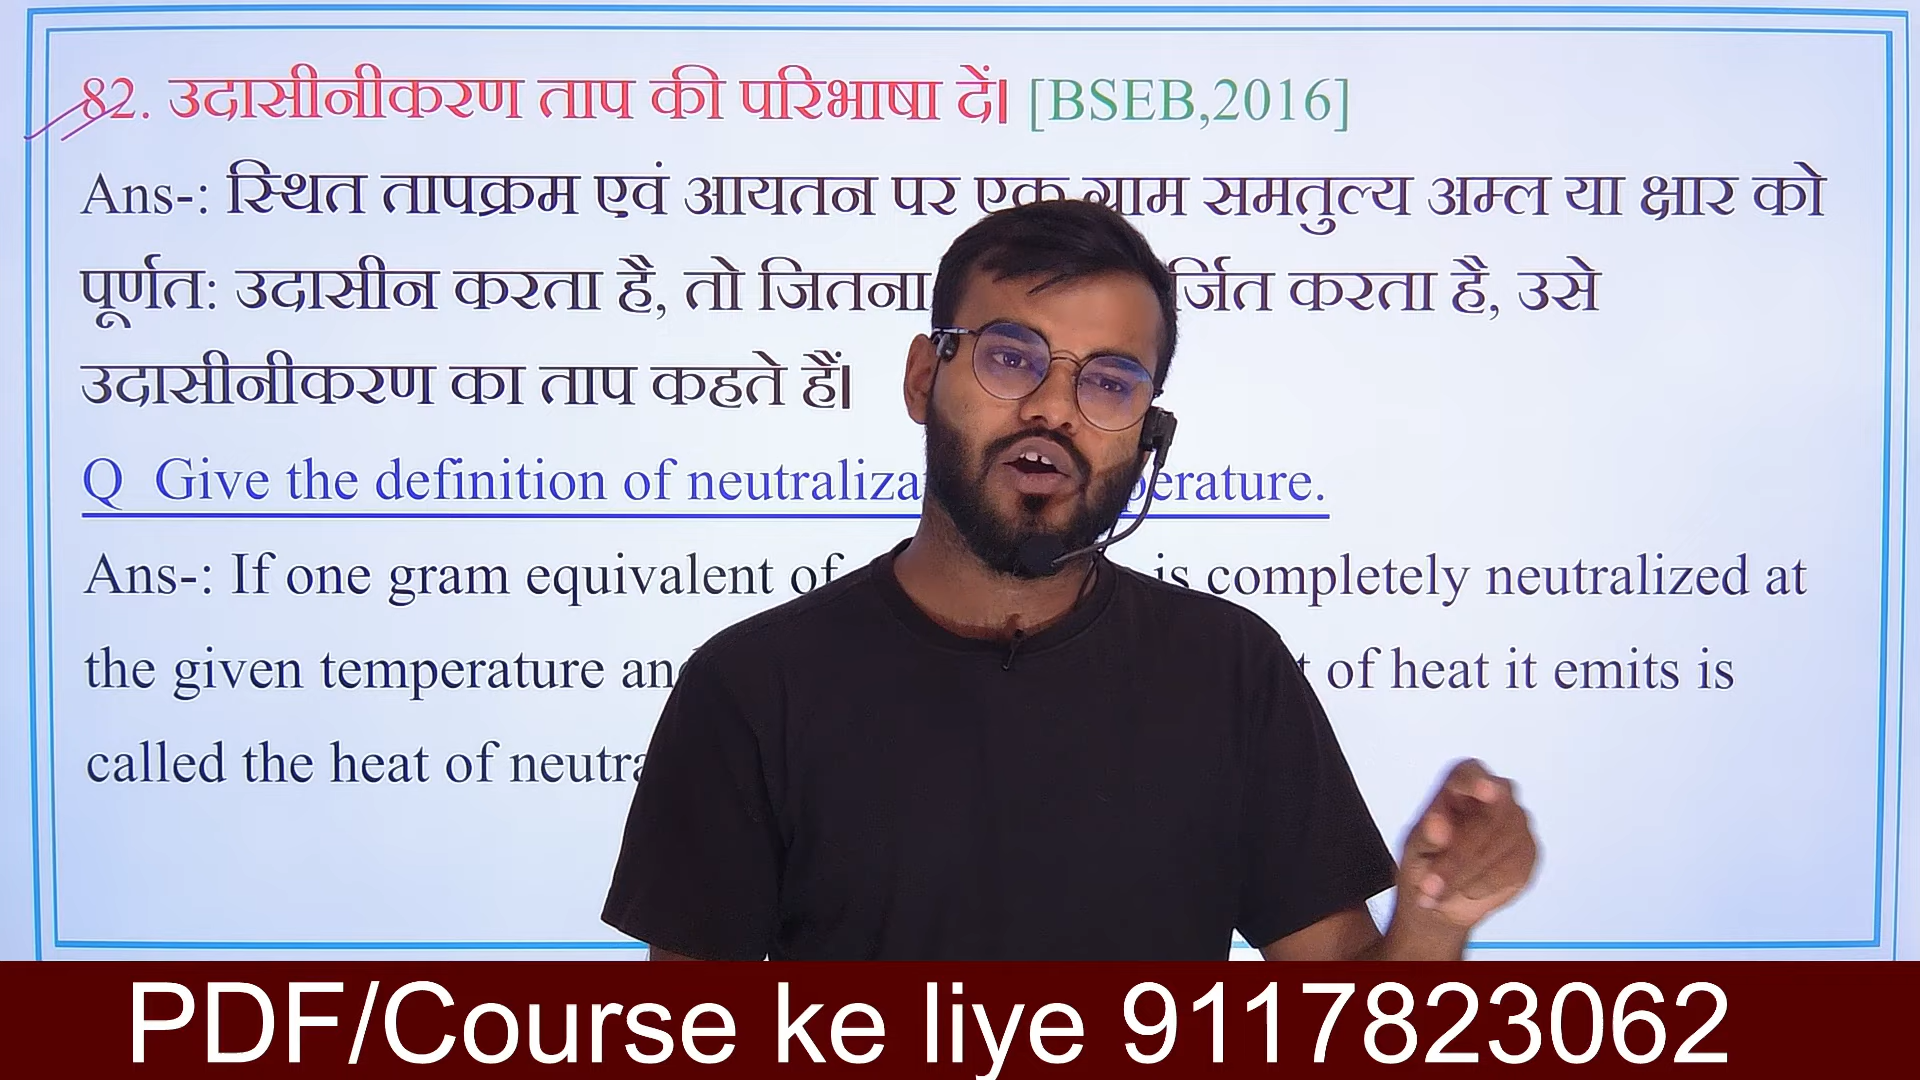 82. उदासीनीकरण ताप की परिभाषा दें। [BSEB,2016]
Ans-: स्थित तापक्रम एवं आयतन पर एक ग्राम समतुल्य अम्ल या क्षार को
पूर्णत: उदासीन करता है, तो जितना र्जित करता है, उसे
उदासीनीकरण का ताप कहते हैं।
Q Give the definition of neutraliza perature.
Ans-: If one gram equivalent of is completely neutralized at
the given temperature an of heat it emits is
called the heat of neutra
PDF/Course ke liye 9117823062